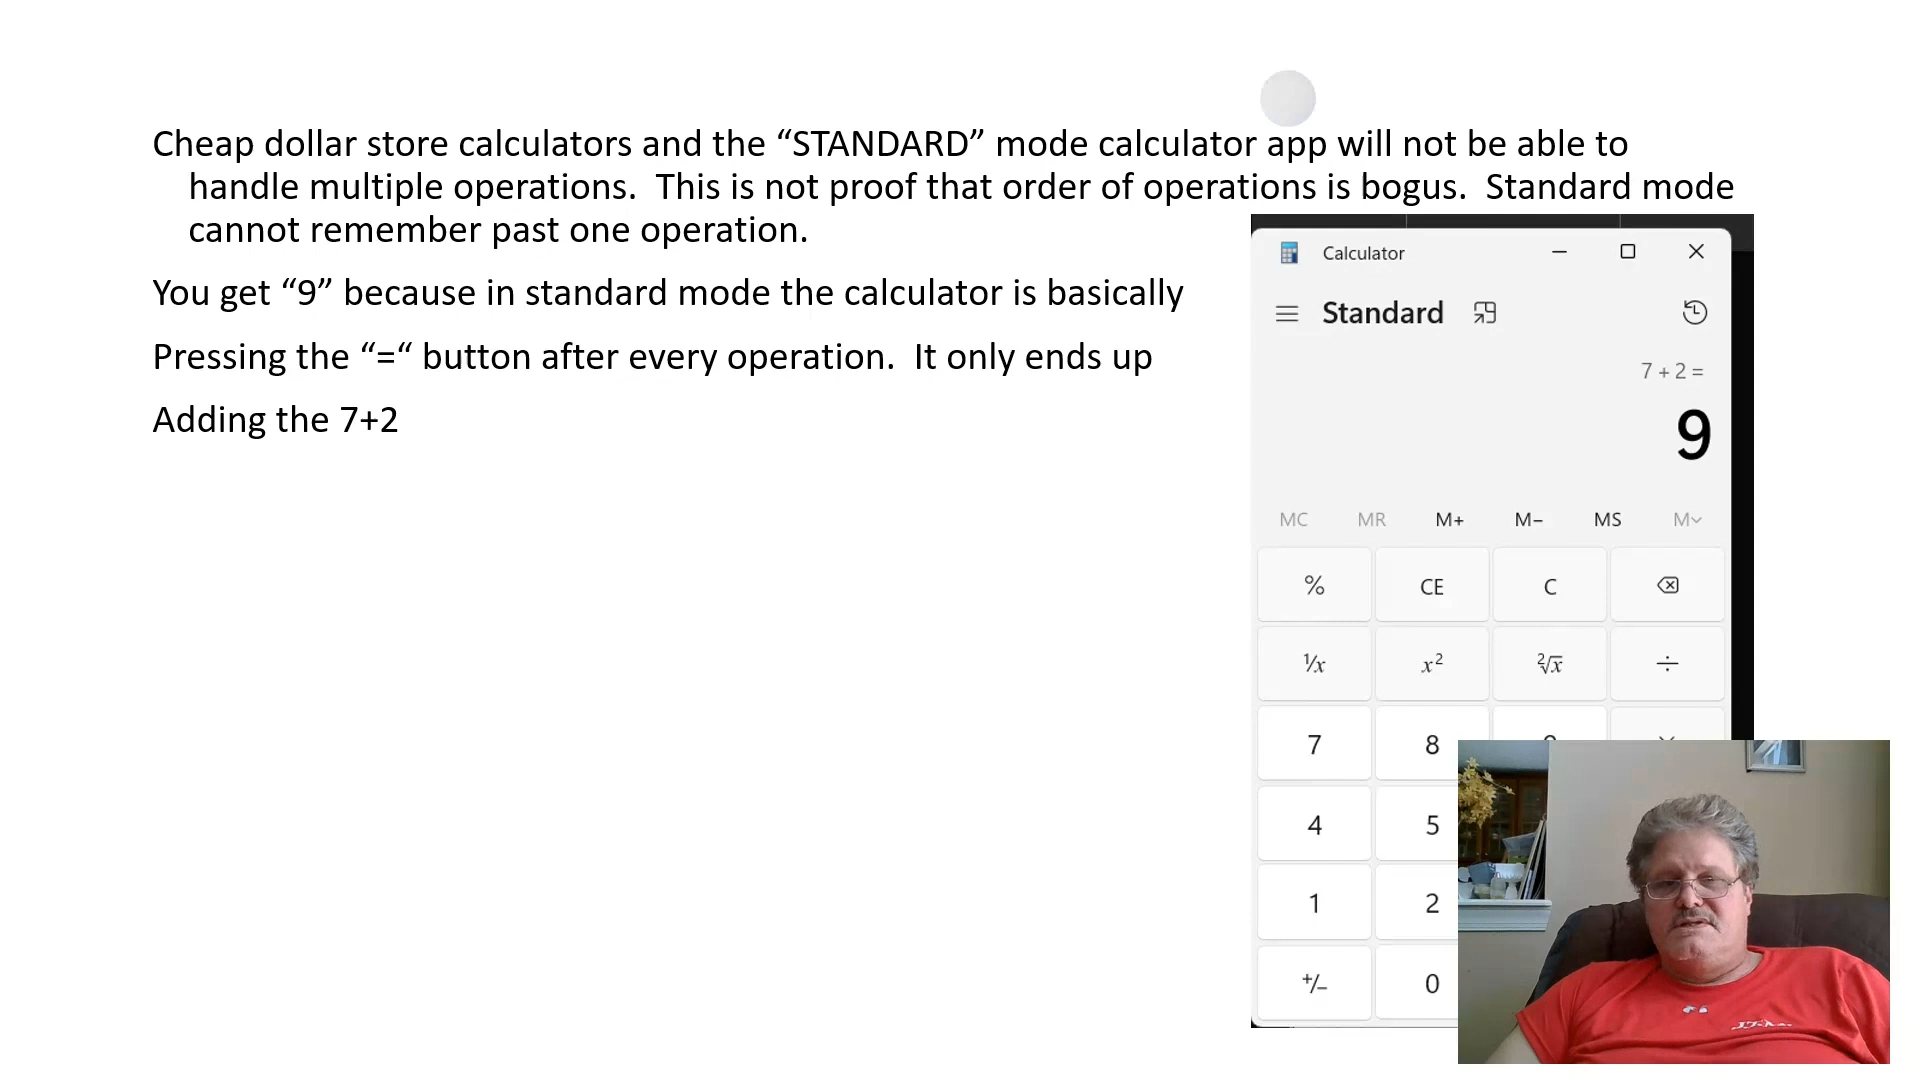 Cheap dollar store calculators and the “STANDARD” mode calculator app will not be able to
handle multiple operations.  This is not proof that order of operations is bogus.  Standard mode
cannot remember past one operation.
You get “9” because in standard mode the calculator is basically
Pressing the “=“ button after every operation.  It only ends up
Adding the 7+2
Calculator
Standard
7 + 2 =
9
MC MR M+ M− MS M
% CE C
¹/x x² ²√x ÷
7 8
4 5
1 2
+/− 0